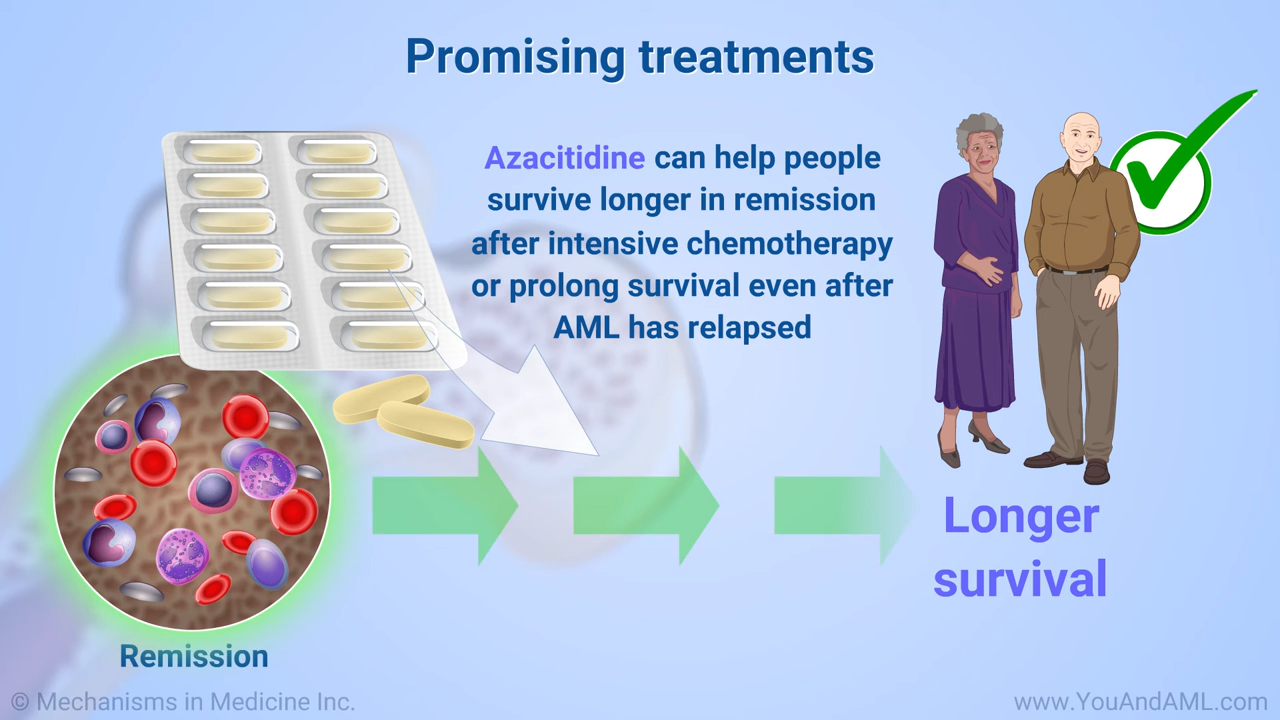 Promising treatments
Azacitidine can help people
survive longer in remission
after intensive chemotherapy
or prolong survival even after
AML has relapsed
Longer
survival
Remission
© Mechanisms in Medicine Inc.
www.YouAndAML.com